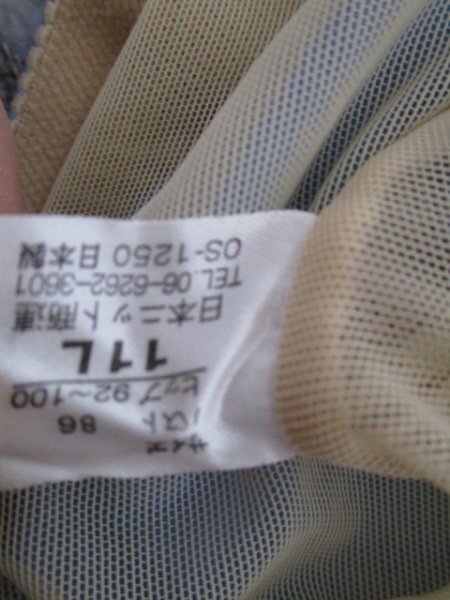 サイズ
バスト 86
ヒップ 92〜100
11L
日本ニット商連
TEL.06-6262-3601
OS-1250 日本製